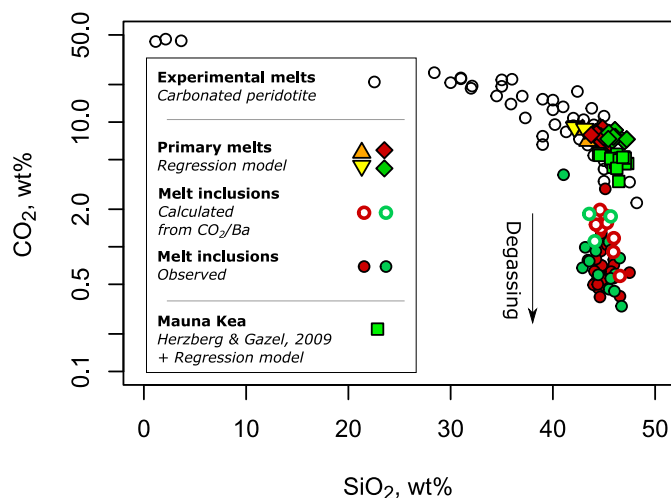 50.0
10.0
2.0
0.5
0.1
CO₂, wt%
Experimental melts
Carbonated peridotite
Primary melts
Regression model
Melt inclusions
Calculated
from CO₂/Ba
Melt inclusions
Observed
Mauna Kea
Herzberg & Gazel, 2009
+ Regression model
Degassing
0 10 20 30 40 50
SiO₂, wt%